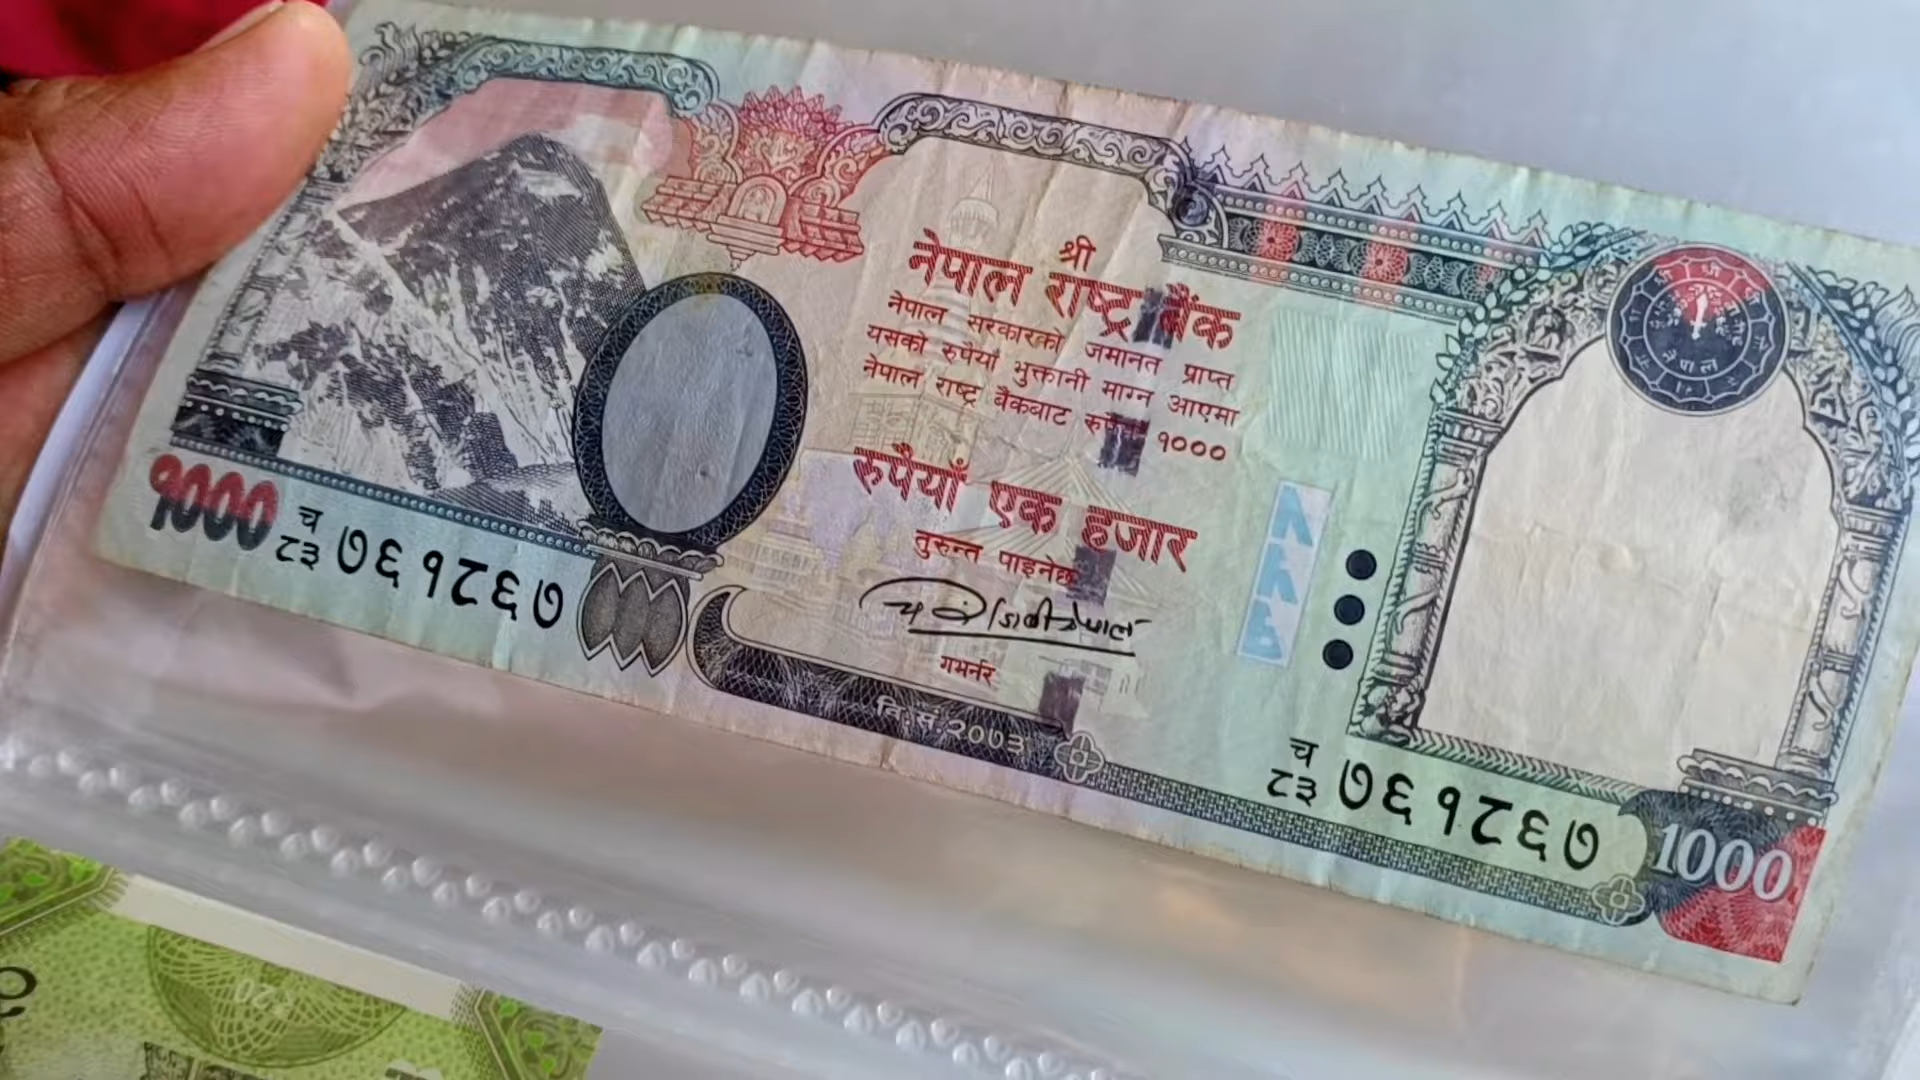 श्री
नेपाल राष्ट्र बैंक
नेपाल सरकारको जमानत प्राप्त
यसको रुपैयाँ भुक्तानी माग्न आएमा
नेपाल राष्ट्र बैंकबाट रुपैयाँ १०००
रुपैयाँ एक हजार
तुरुन्त पाइनेछ
गभर्नर
वि.सं.२०७३
१000
च
८३ ७६१८६७
च
८३ ७६१८६७
1000